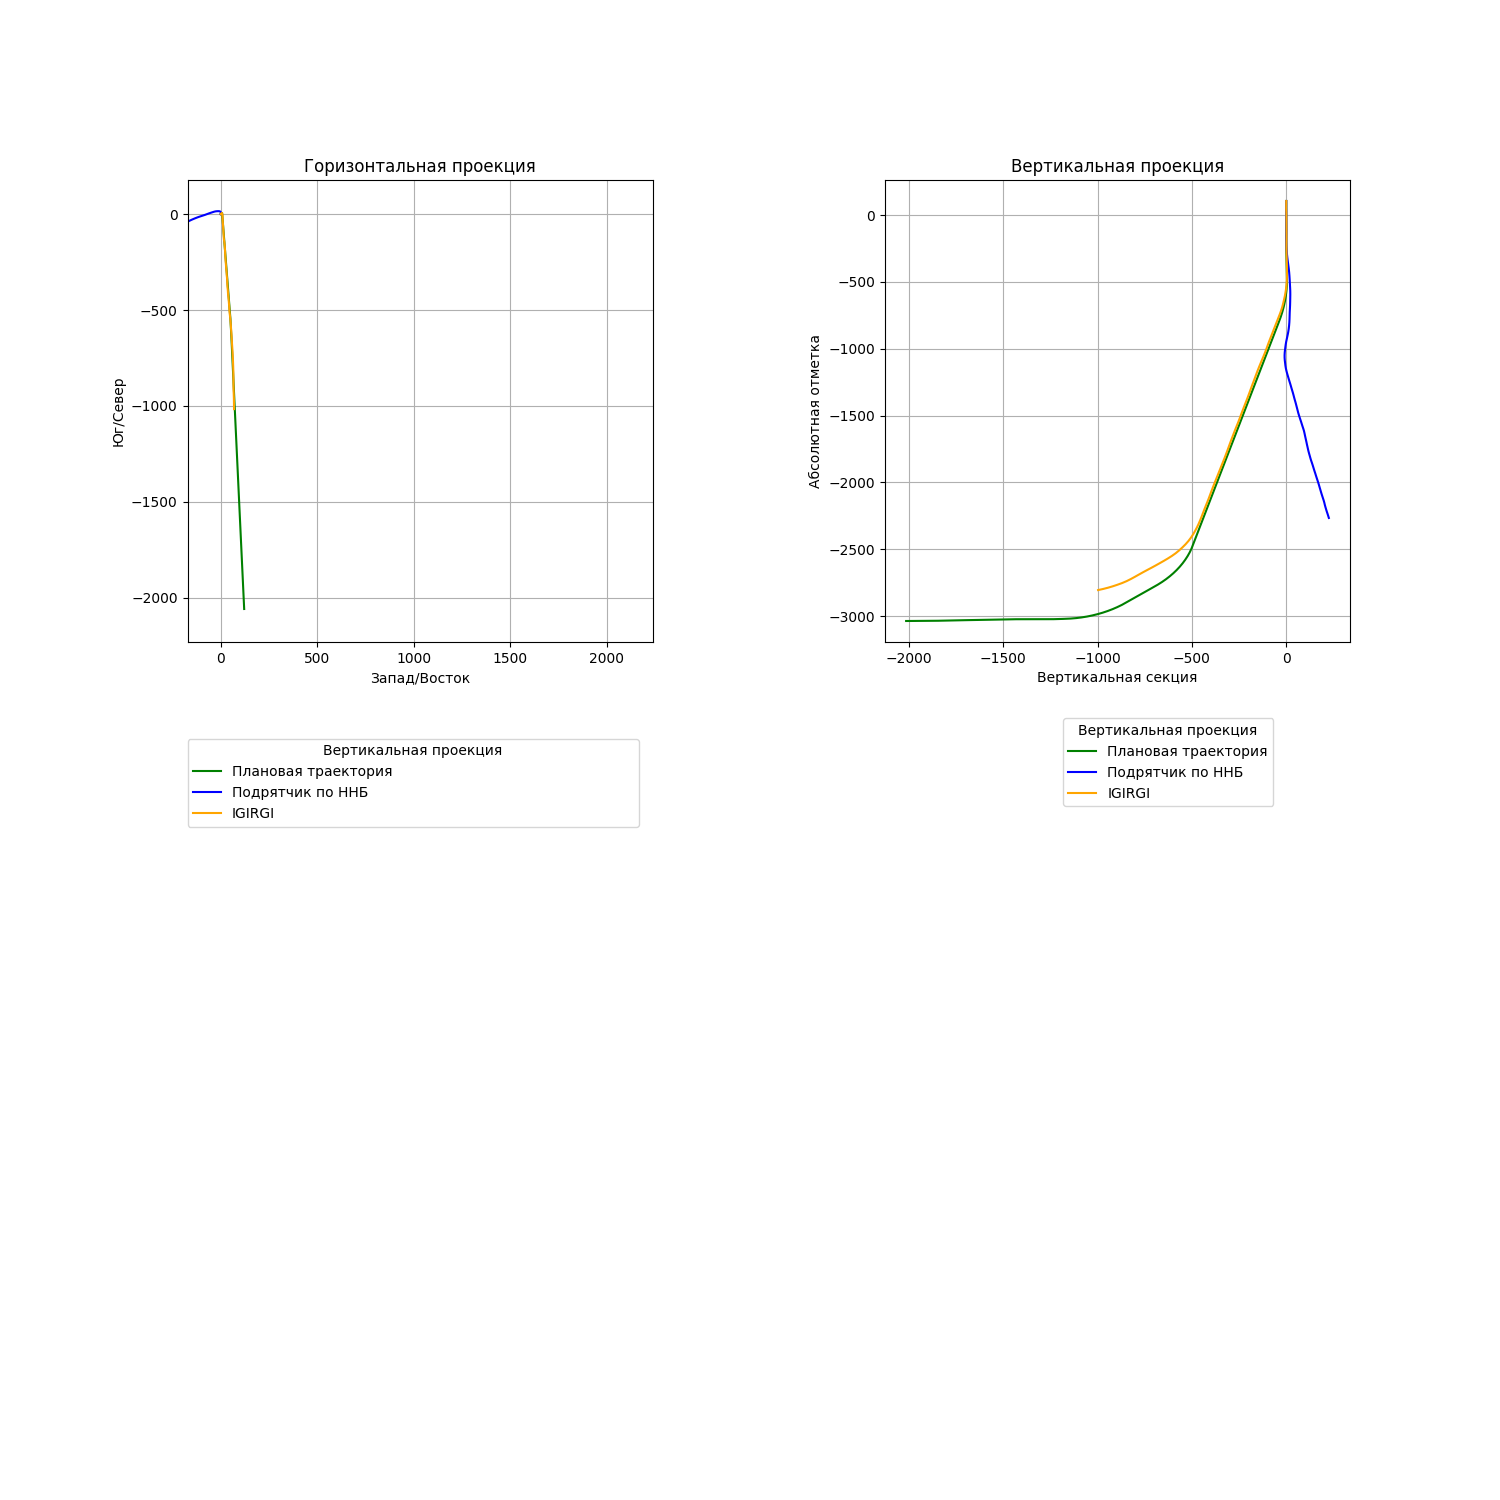 Горизонтальная проекция
0
−500
−1000
−1500
−2000
Юг/Север
0
500
1000
1500
2000
Запад/Восток
Вертикальная проекция
Плановая траектория
Подрятчик по ННБ
IGIRGI
Вертикальная проекция
0
−500
−1000
−1500
−2000
−2500
−3000
Абсолютная отметка
−2000
−1500
−1000
−500
0
Вертикальная секция
Вертикальная проекция
Плановая траектория
Подрятчик по ННБ
IGIRGI